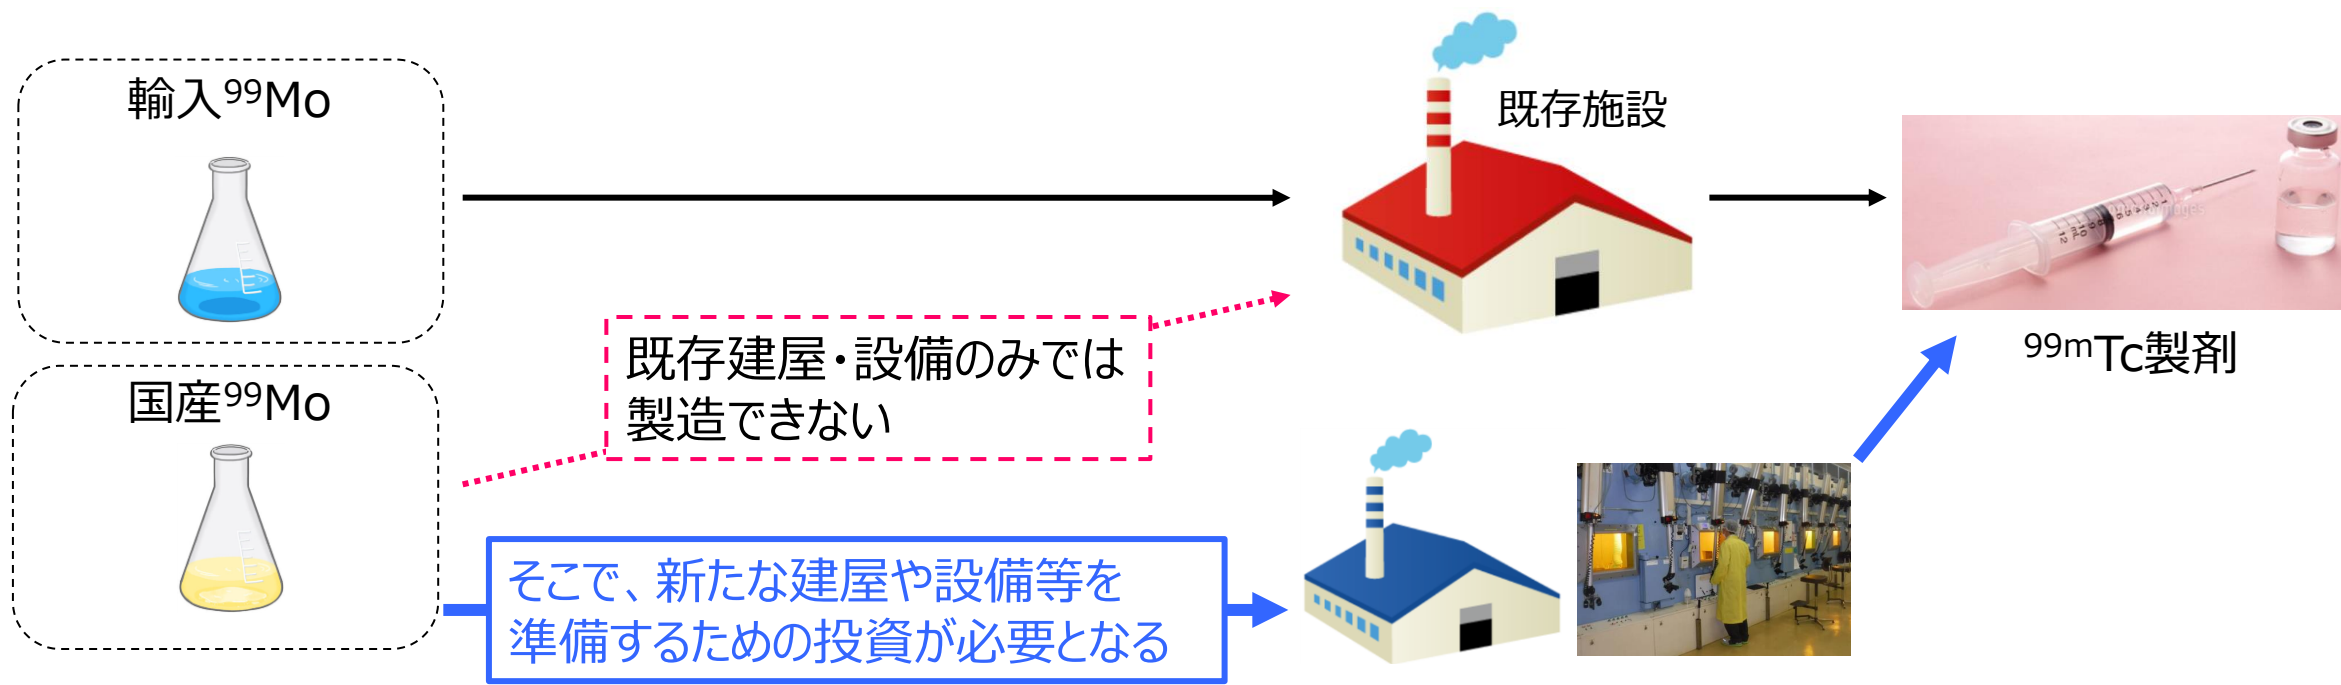 輸入⁹⁹Mo
既存施設
⁹⁹ᵐTc製剤
国産⁹⁹Mo
既存建屋・設備のみでは
製造できない
そこで、新たな建屋や設備等を
準備するための投資が必要となる